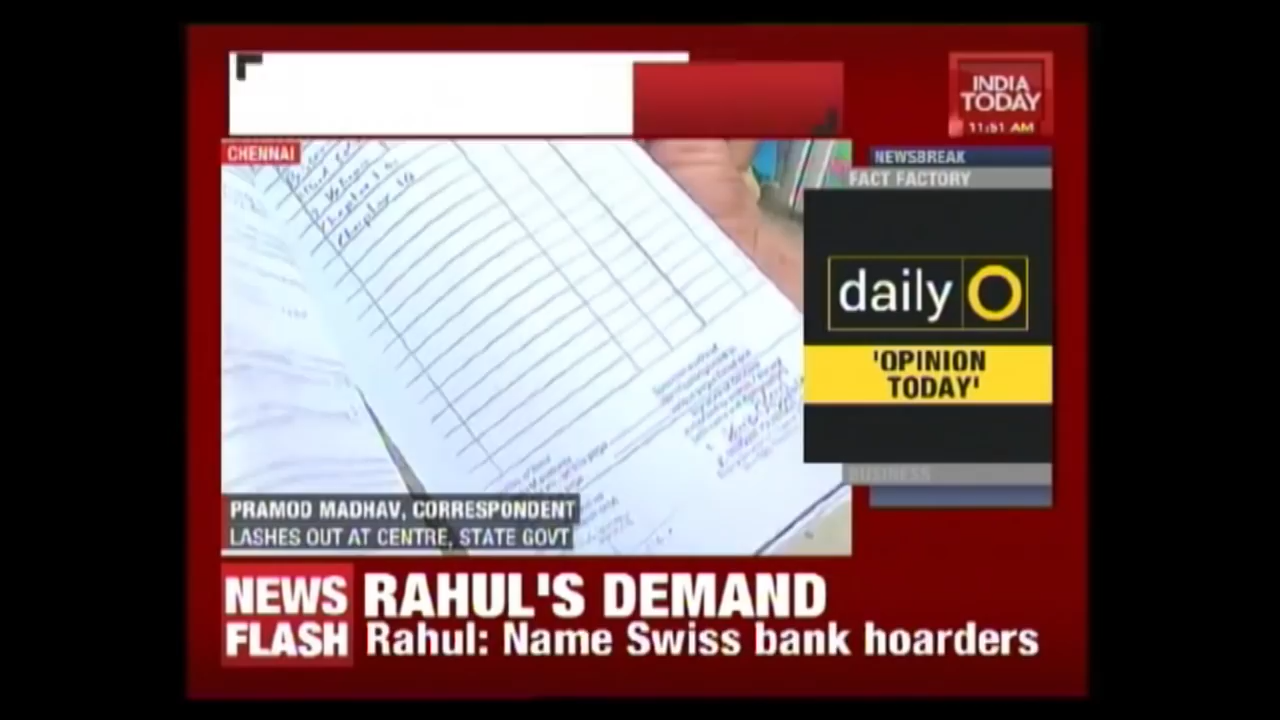 INDIA
TODAY
11:51 AM
CHENNAI
NEWSBREAK
FACT FACTORY
daily O
'OPINION
TODAY'
BUSINESS
PRAMOD MADHAV, CORRESPONDENT
LASHES OUT AT CENTRE, STATE GOVT
NEWS
FLASH
RAHUL'S DEMAND
Rahul: Name Swiss bank hoarders